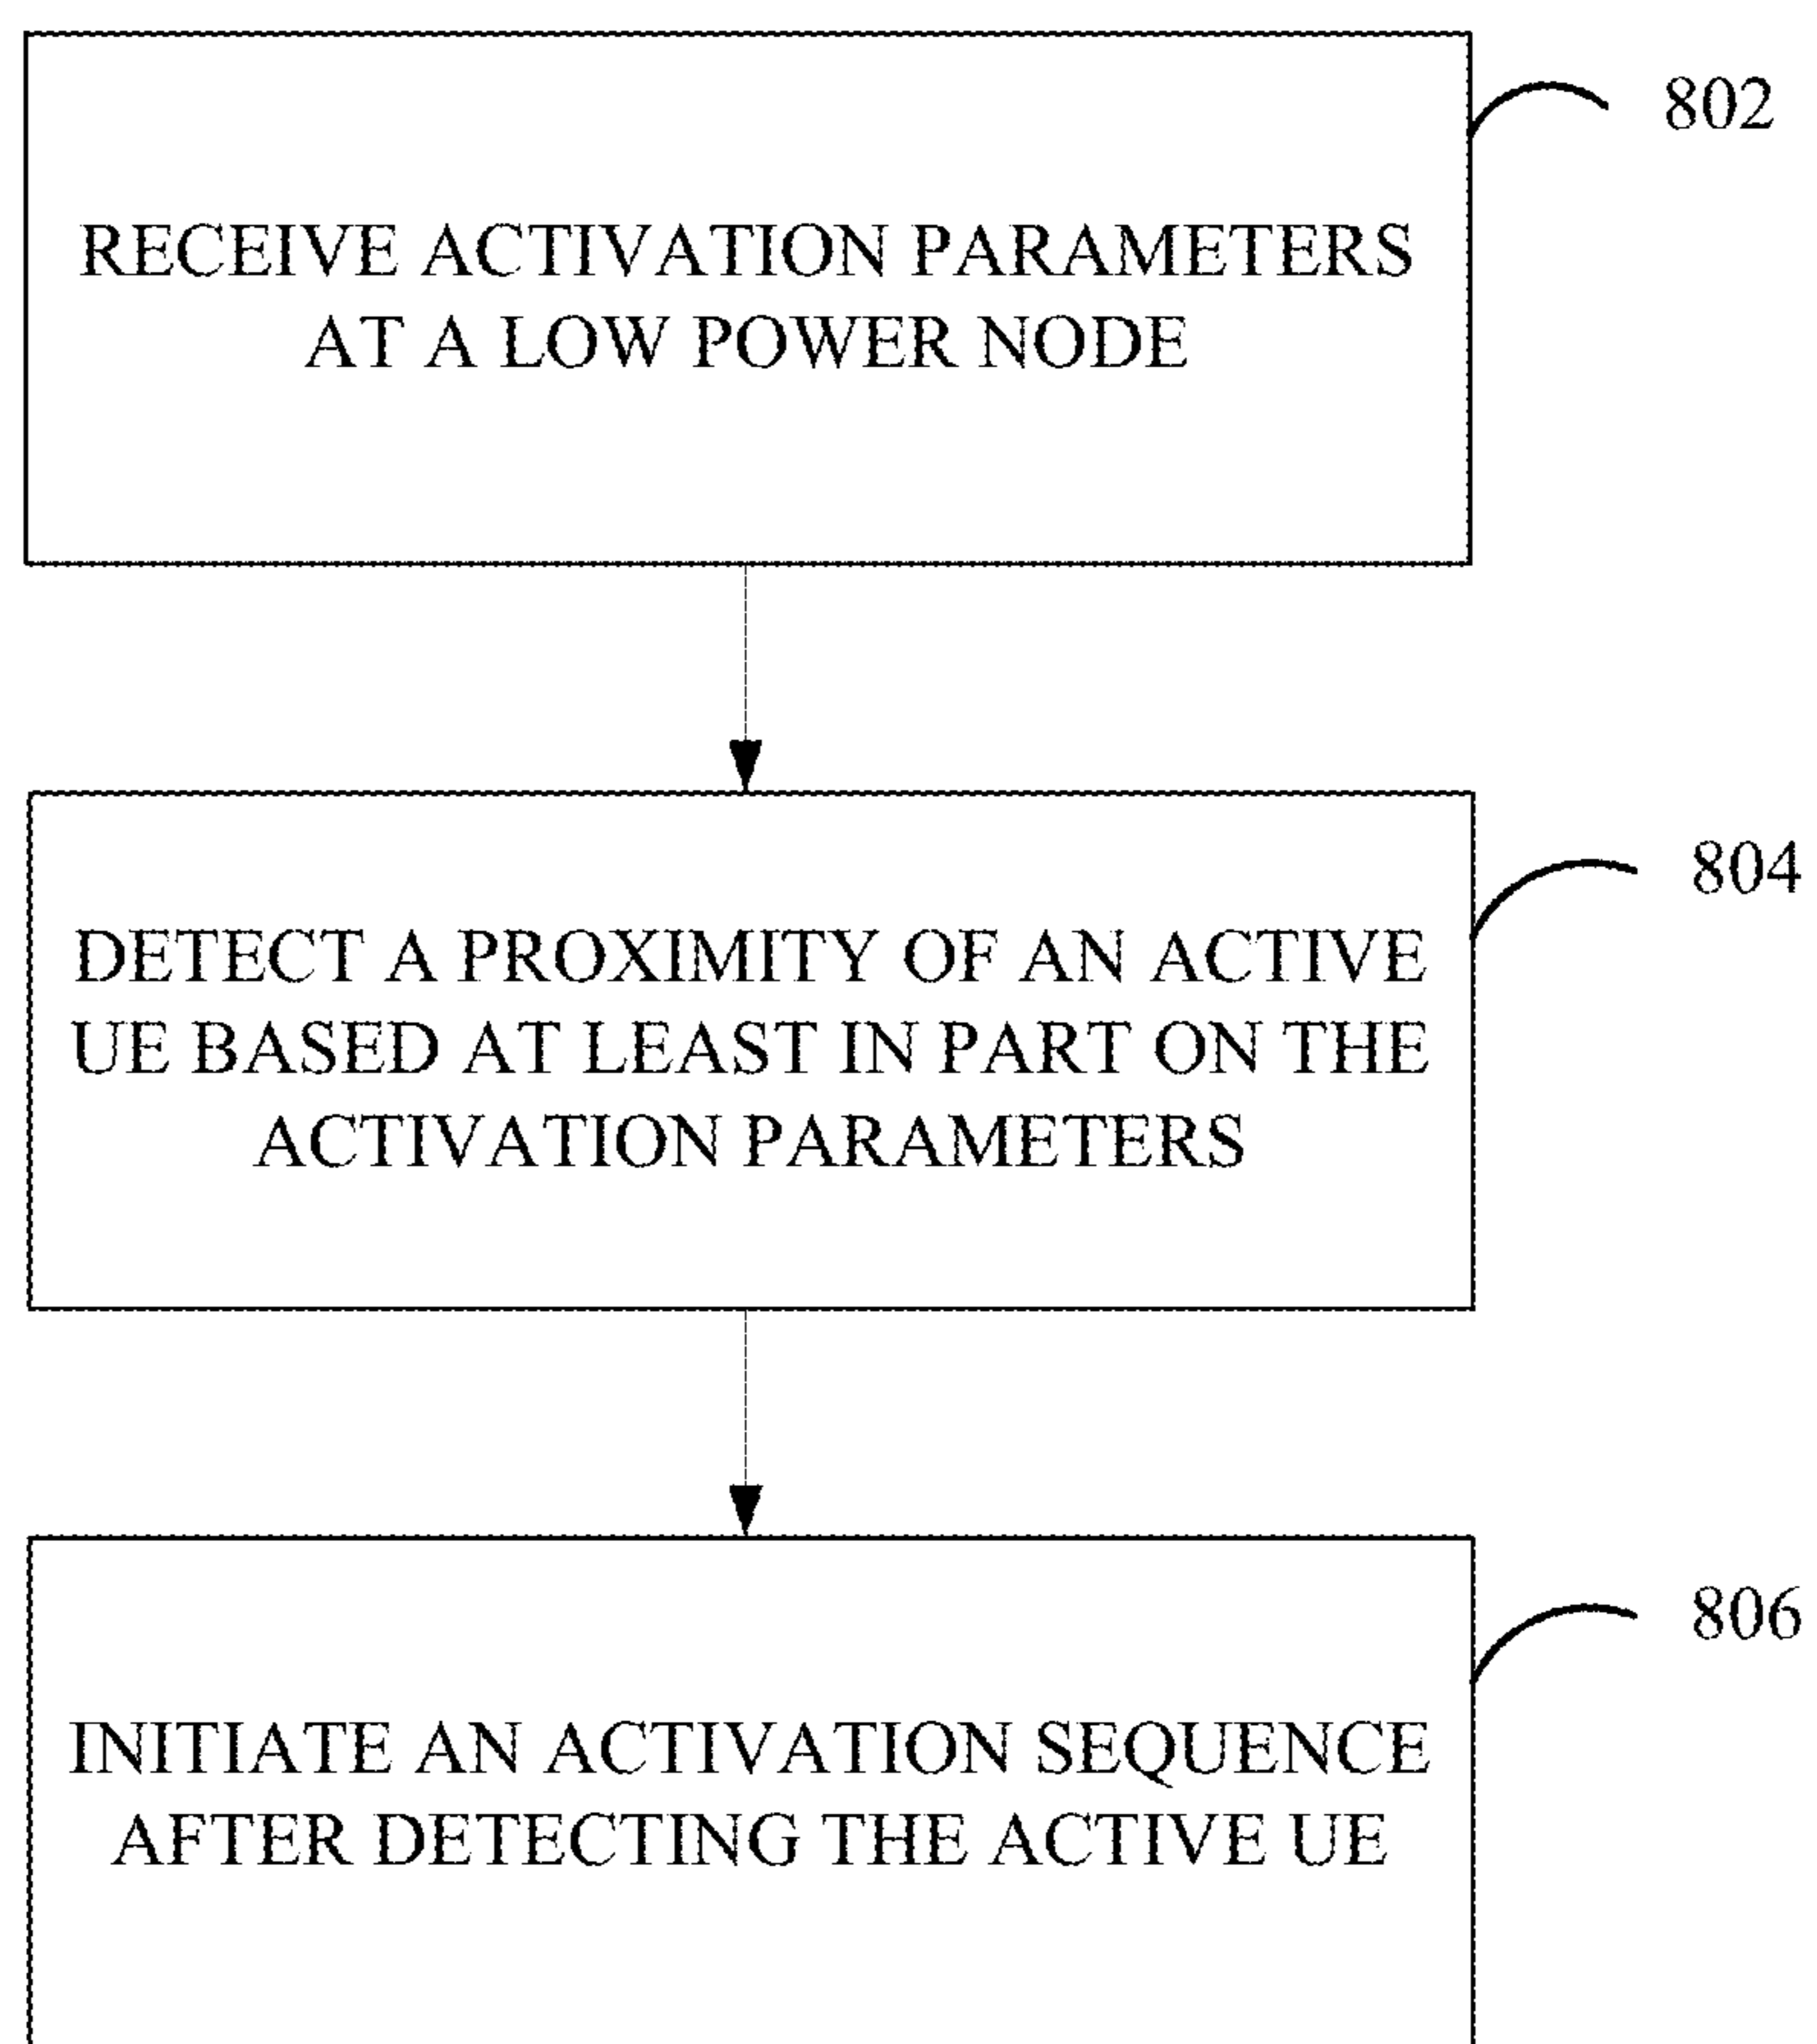 802
RECEIVE ACTIVATION PARAMETERS
AT A LOW POWER NODE
804
DETECT A PROXIMITY OF AN ACTIVE
UE BASED AT LEAST IN PART ON THE
ACTIVATION PARAMETERS
806
INITIATE AN ACTIVATION SEQUENCE
AFTER DETECTING THE ACTIVE UE